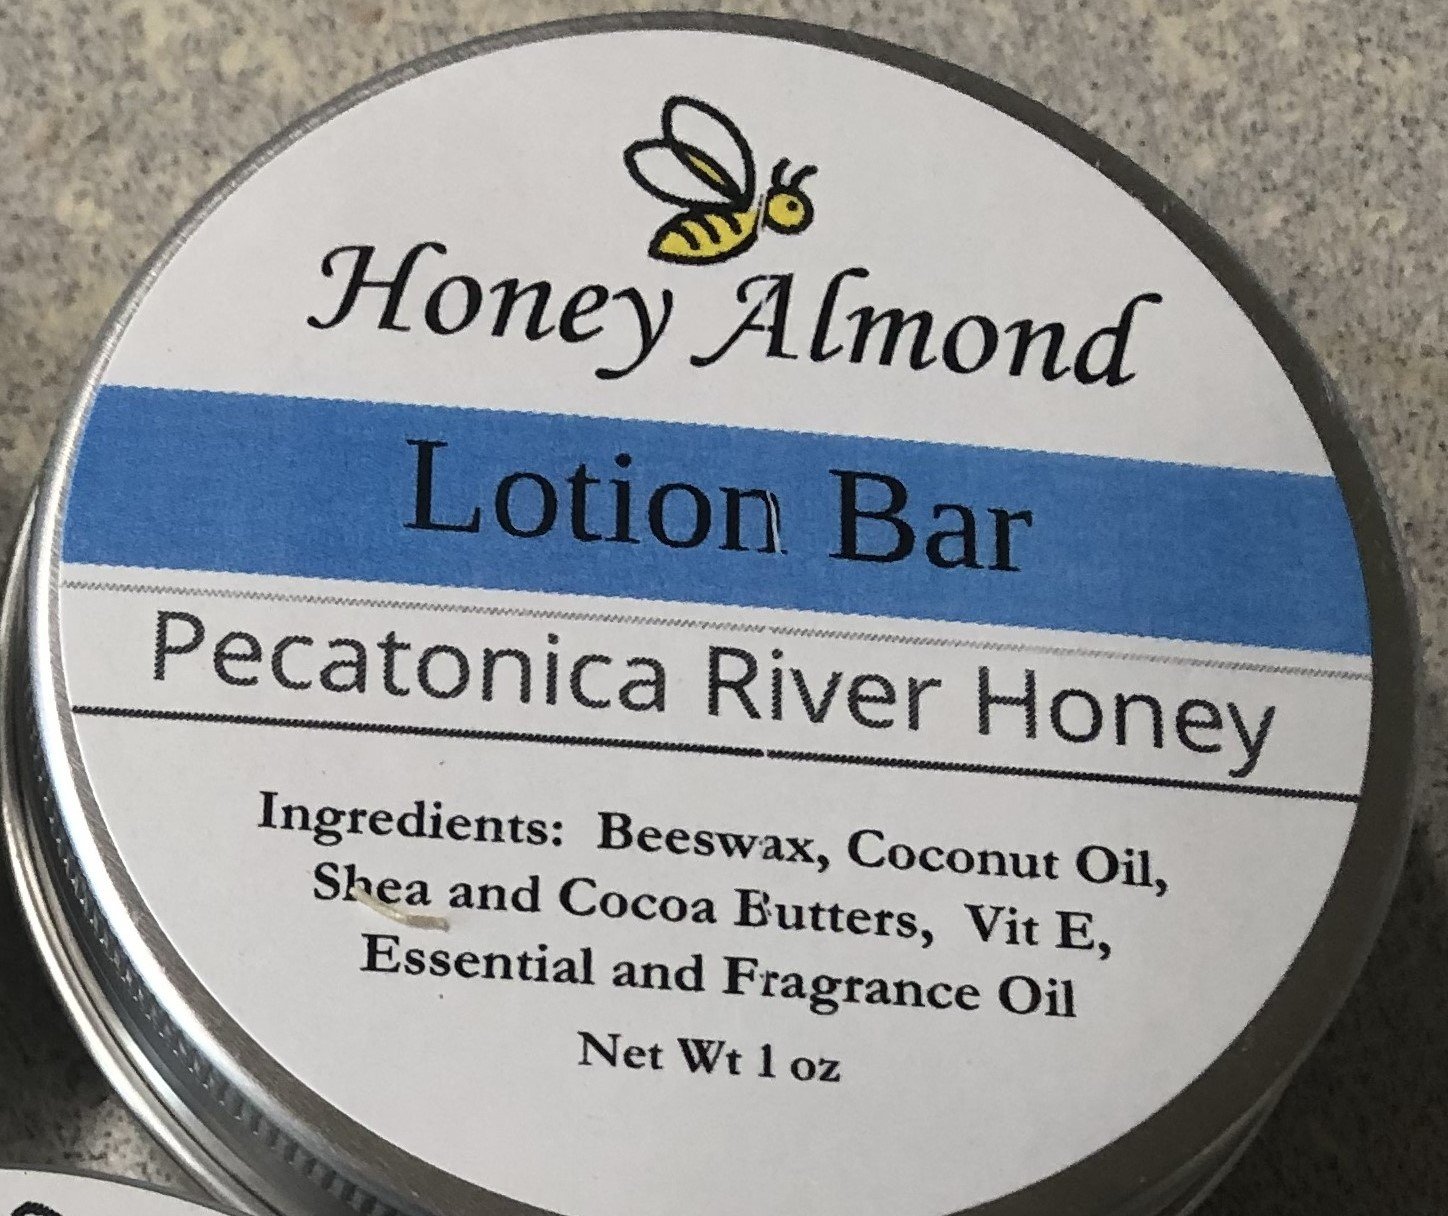 Honey Almond
Lotion Bar
Pecatonica River Honey
Ingredients:  Beeswax, Coconut Oil,
Shea and Cocoa Butters,  Vit E,
Essential and Fragrance Oil
Net Wt 1 oz